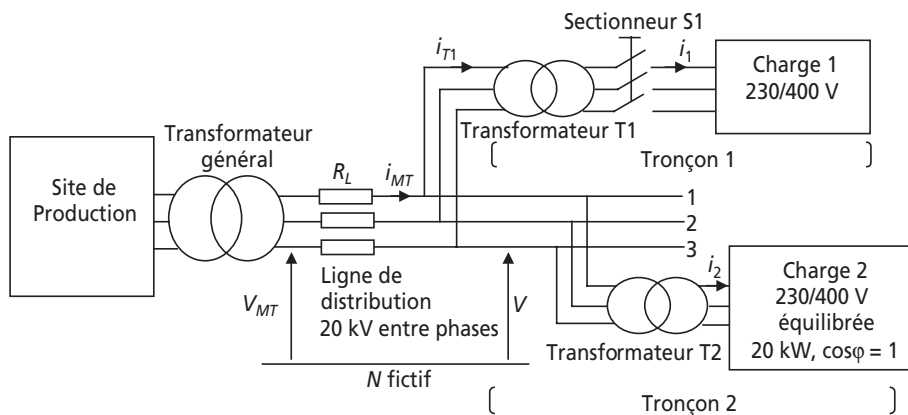 Sectionneur S1
i_T1
i_1
Charge 1
230/400 V
Transformateur T1
Tronçon 1
Transformateur
général
Site de
Production
R_L
i_MT
1
2
3
V_MT
Ligne de
distribution
20 kV entre phases
V
N fictif
i_2
Charge 2
230/400 V
équilibrée
20 kW, cosφ = 1
Transformateur T2
Tronçon 2